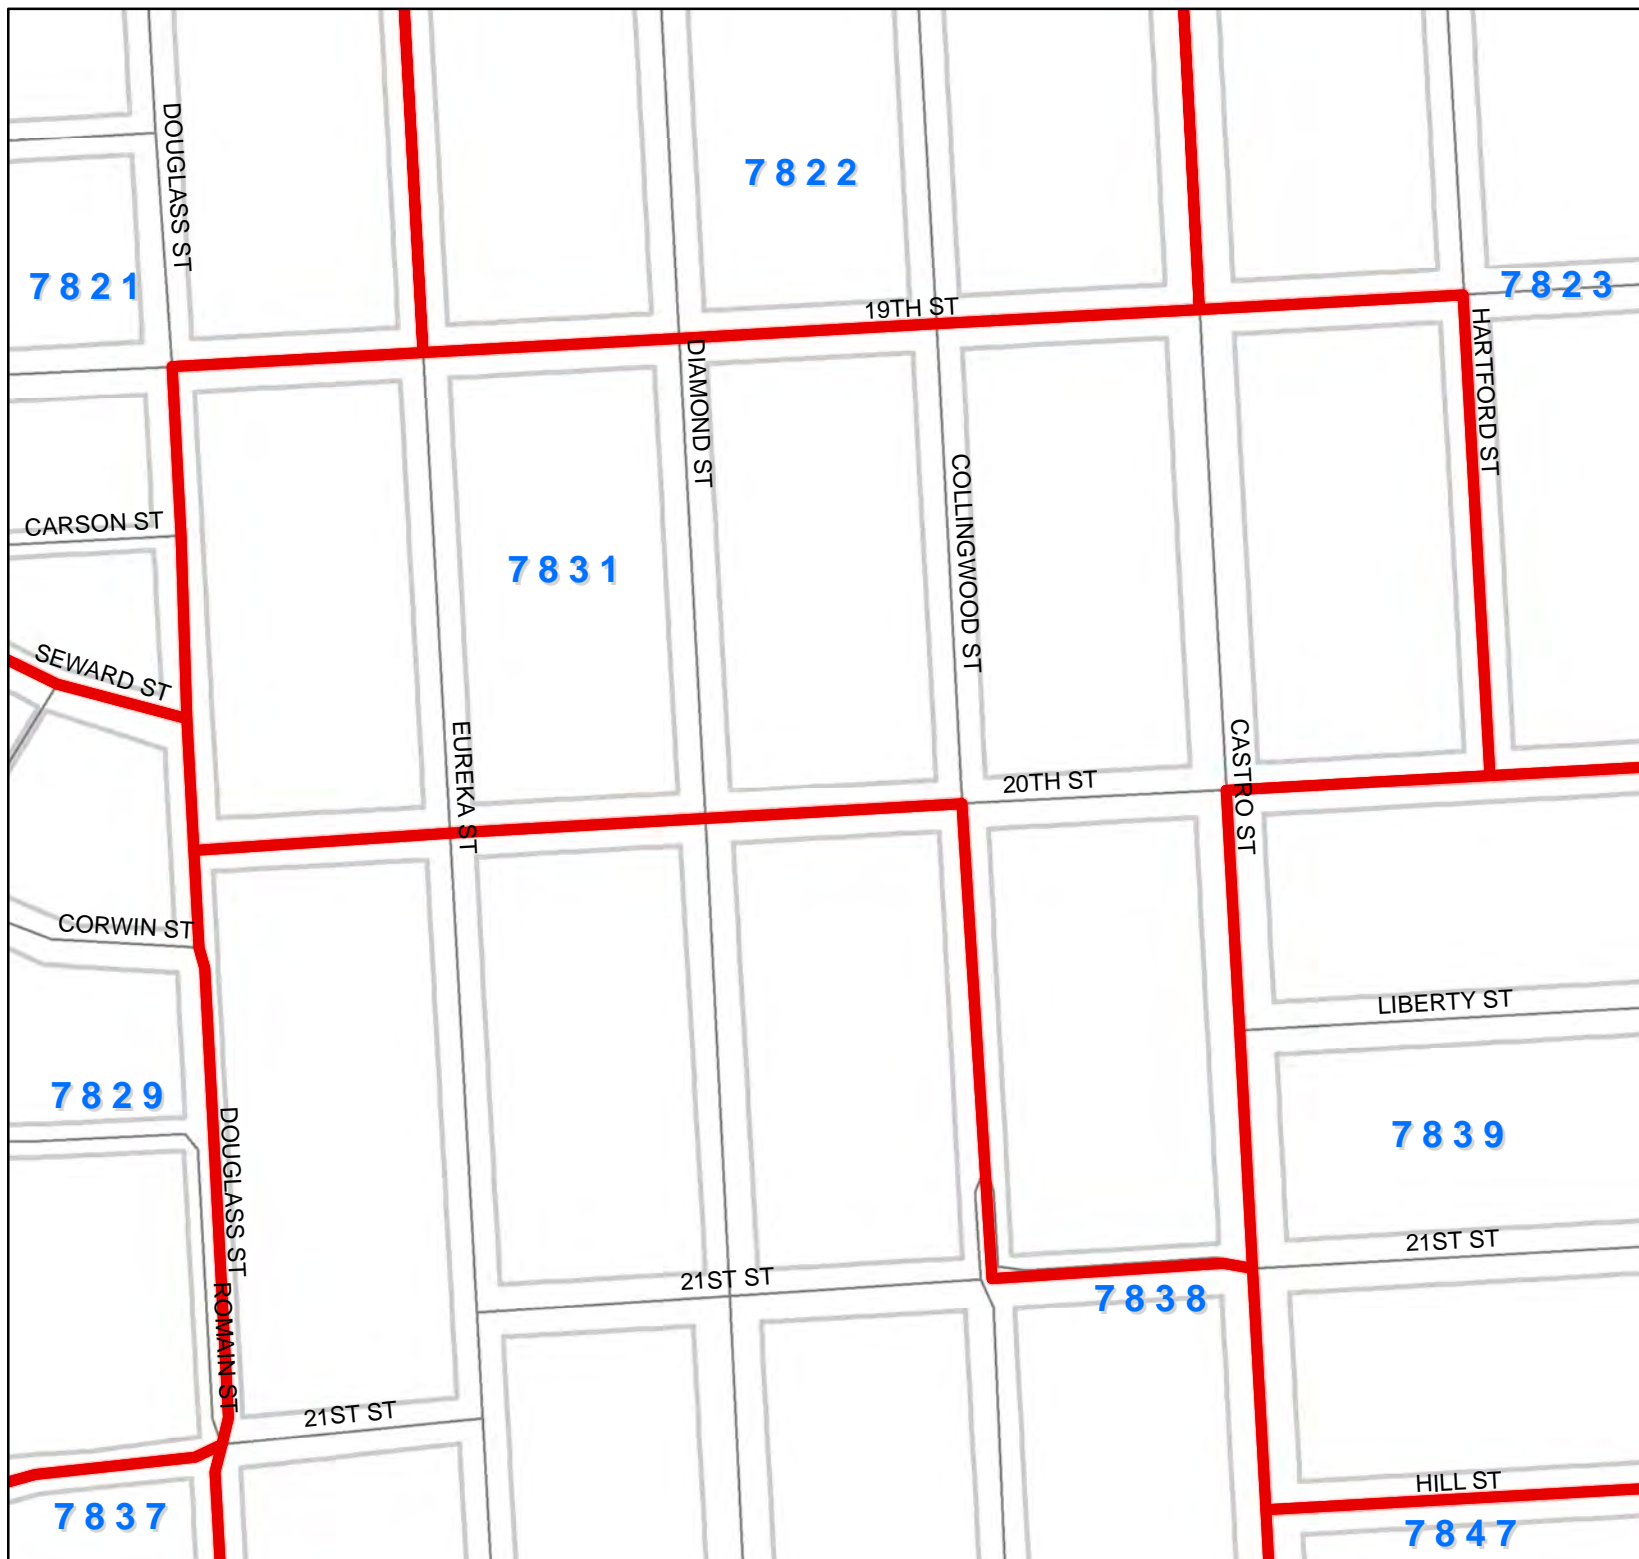 DOUGLASS ST
7822
7821
7823
19TH ST
HARTFORD ST
DIAMOND ST
COLLINGWOOD ST
CARSON ST
7831
SEWARD ST
EUREKA ST
CASTRO ST
20TH ST
CORWIN ST
LIBERTY ST
7829
DOUGLASS ST
7839
21ST ST
21ST ST
7838
ROMAIN ST
21ST ST
HILL ST
7837
7847